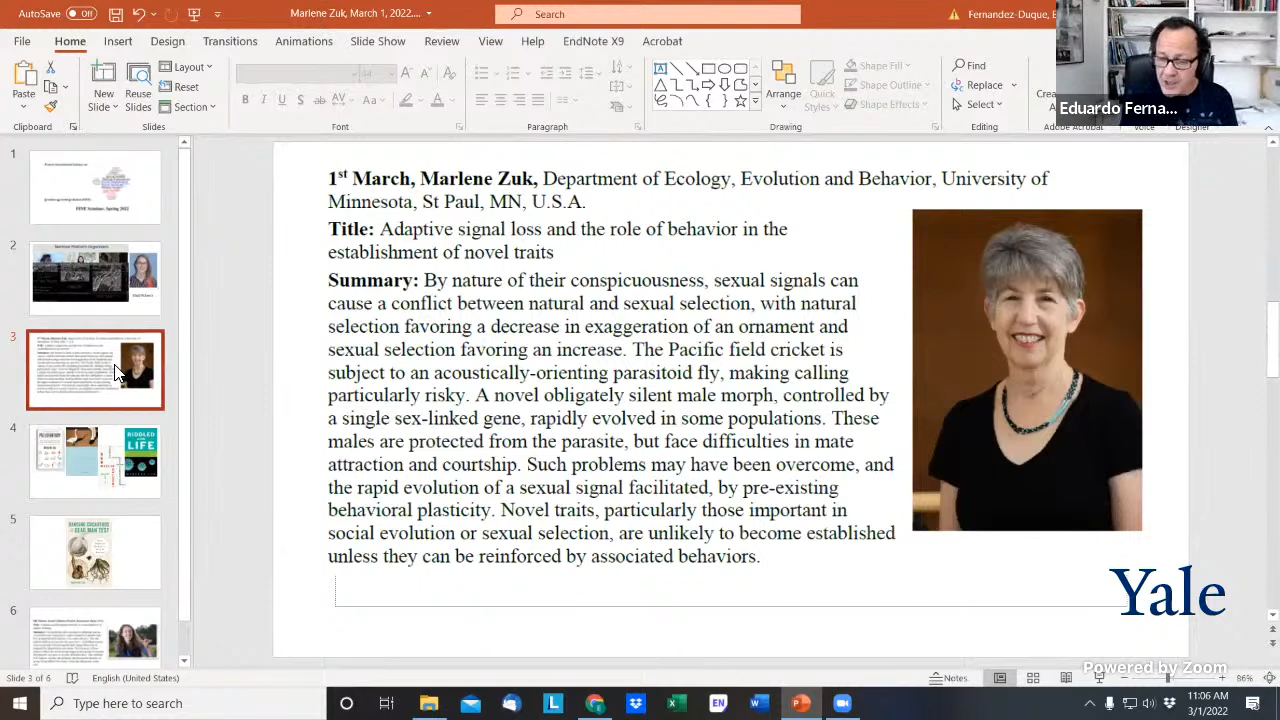 AutoSave
Off
Marlene Zuk, March 1, 2022....
Search
Fernandez-Duque, E
File
Home
Insert
Design
Transitions
Animations
Slide Show
View
Help
EndNote X9
Acrobat
Paste
New
Slide
Reuse
Slides
Layout
Reset
Section
Arrange
Quick
Styles
Shape Fill
Shape Outline
Shape Effects
Find
Replace
Select
Clipboard
Slides
Font
Paragraph
Drawing
Editing
Adobe Acrobat
Voice
Designer
Eduardo Ferna...
1st March, Marlene Zuk, Department of Ecology, Evolution and Behavior, University of
Minnesota, St Paul, MN, U.S.A.
Title: Adaptive signal loss and the role of behavior in the
establishment of novel traits
Summary: By nature of their conspicuousness, sexual signals can
cause a conflict between natural and sexual selection, with natural
selection favoring a decrease in exaggeration of an ornament and
sexual selection favoring an increase. The Pacific field cricket is
subject to an acoustically-orienting parasitoid fly, making calling
particularly risky. A novel obligately silent male morph, controlled by
a single sex-linked gene, rapidly evolved in some populations. These
males are protected from the parasite, but face difficulties in mate
attraction and courtship. Such problems may have been overcome, and
the rapid evolution of a sexual signal facilitated, by pre-existing
behavioral plasticity. Novel traits, particularly those important in
social evolution or sexual selection, are unlikely to become established
unless they can be reinforced by associated behaviors.
2
3
4
RIDDLED
LIFE
6
Yale
Powered by Zoom
Slide 3 of 6
English (United States)
Notes
86%
Type here to search
EN
11:06 AM
3/1/2022